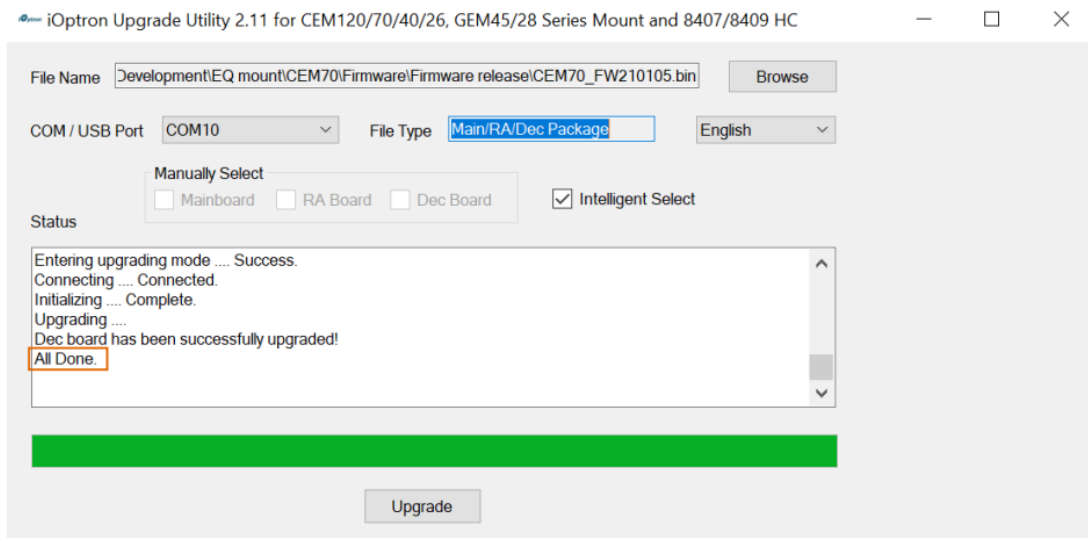 iOptron Upgrade Utility 2.11 for CEM120/70/40/26, GEM45/28 Series Mount and 8407/8409 HC
File Name Development\EQ mount\CEM70\Firmware\Firmware release\CEM70_FW210105.bin Browse
COM / USB Port COM10 File Type Main/RA/Dec Package English
Manually Select
Mainboard RA Board Dec Board Intelligent Select
Status
Entering upgrading mode .... Success.
Connecting .... Connected.
Initializing .... Complete.
Upgrading ....
Dec board has been successfully upgraded!
All Done.
Upgrade